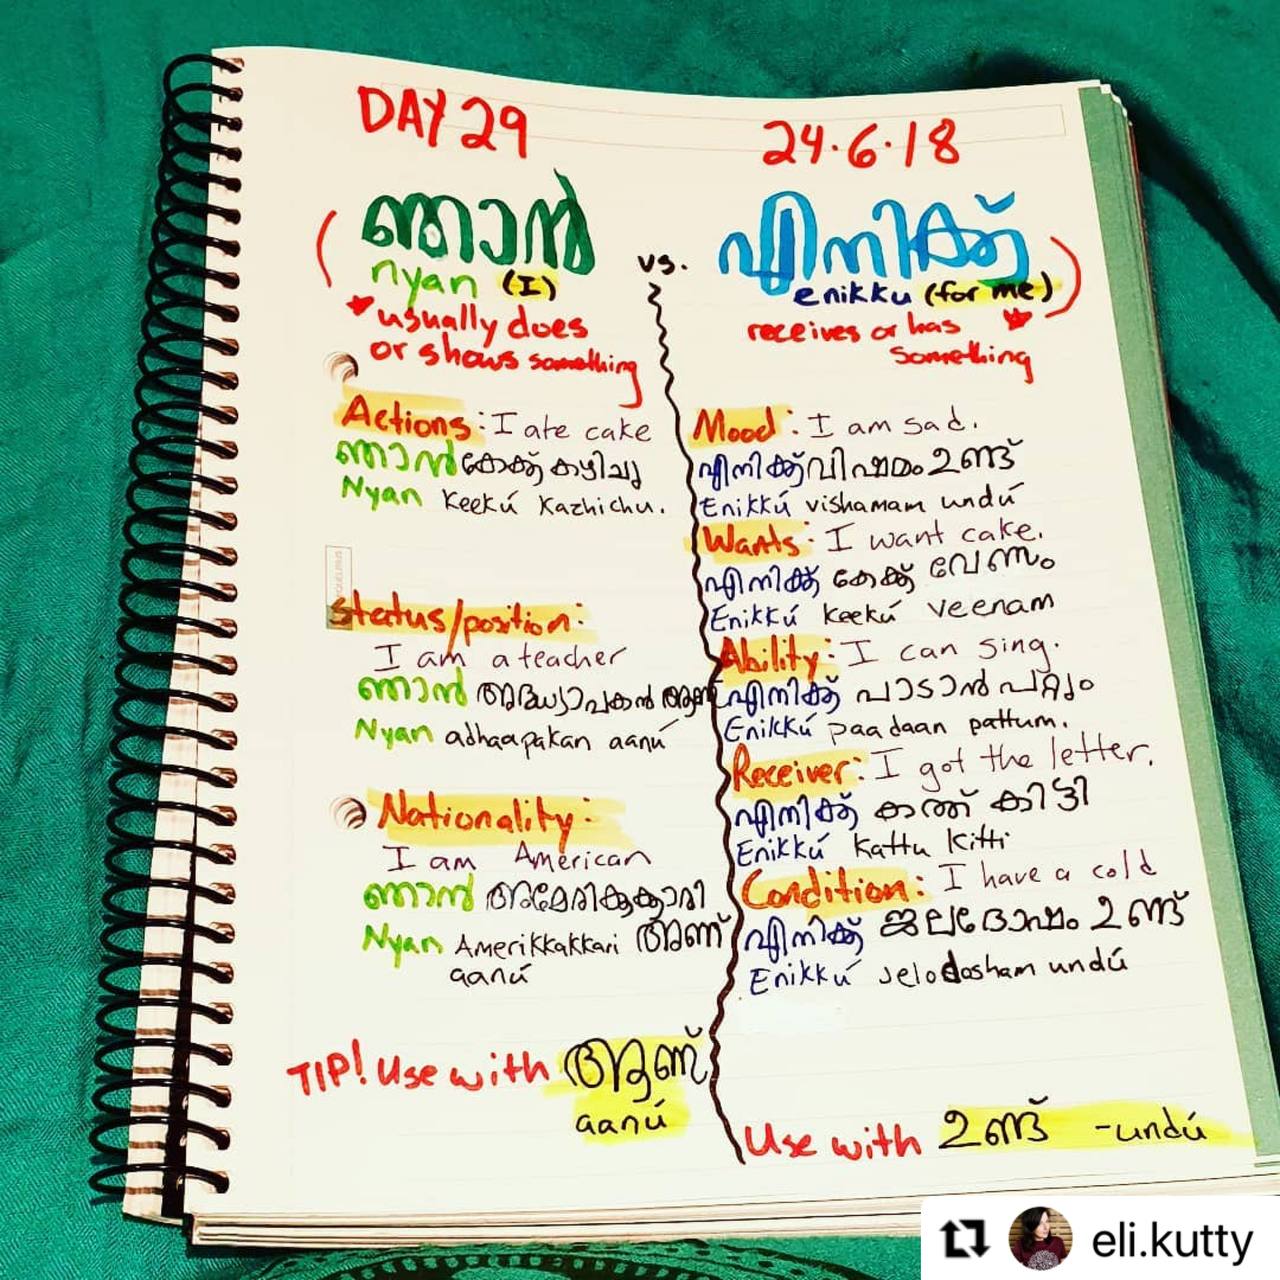 DAY 29
24.6.18
ഞാൻ
vs.
എനിക്ക്
nyan (I)
enikku (for me)
usually does
or shows something
receives or has
something
Actions: I ate cake
ഞാൻ കേക്ക് കഴിച്ചു
Nyan Keekú Kazhichu.
Status/position:
I am a teacher
ഞാൻ ആദ്ധ്യാപകൻ ആണ്
Nyan adhaapakan aanú
Nationality:
I am American
ഞാൻ അമേരിക്കക്കാരി
Nyan Amerikkakkari ആണ്
aanú
TIP! Use with ആണ്
aanú
Mood: I am sad.
എനിക്ക് വിഷമം ഉണ്ട്
Enikkú vishamam undú
Wants: I want cake.
എനിക്ക് കേക്ക് വേണം
Enikkú keekú veenam
Ability: I can sing.
എനിക്ക് പാടാൻ പറ്റും
Enikkú paadaan pattum.
Receiver: I got the letter.
എനിക്ക് കത്ത് കിട്ടി
Enikkú Kattu Kitti
Condition: I have a cold
എനിക്ക് ജലദോഷം ഉണ്ട്
Enikkú Jelodosham undú
Use with ഉണ്ട് -undú
eli.kutty